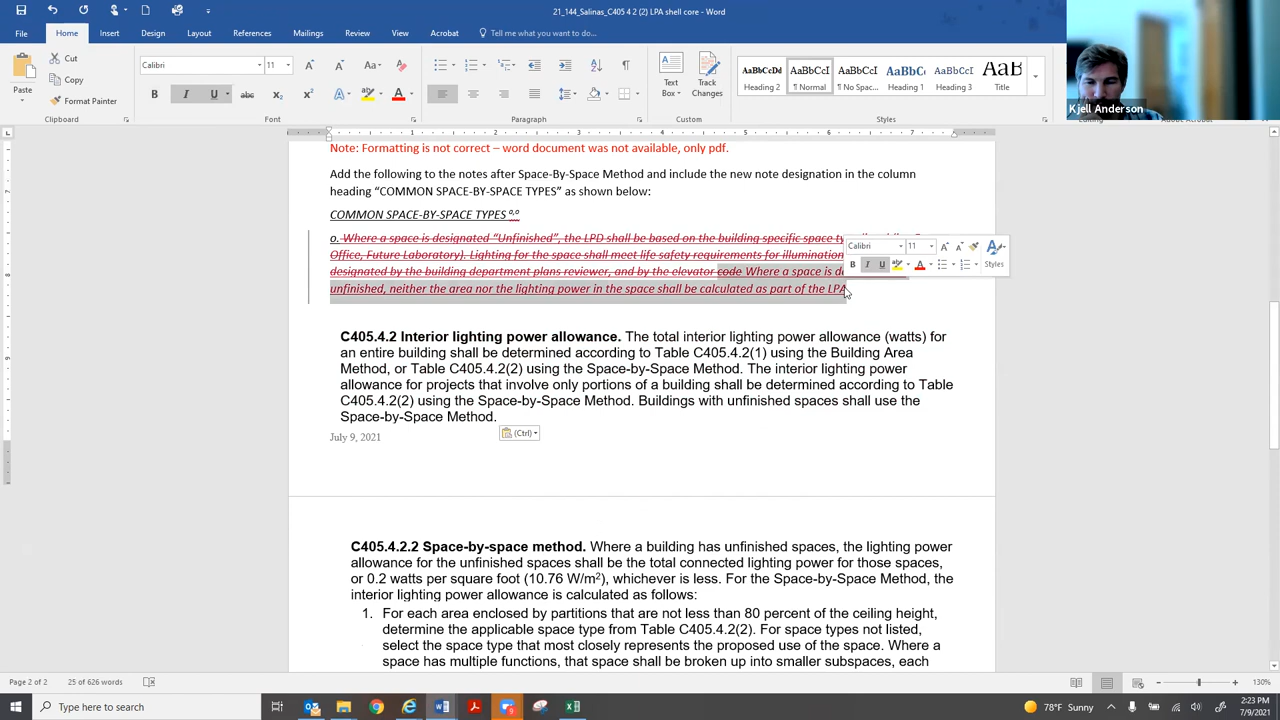 21_144_Salinas_C405 4 2 (2) LPA shell core - Word
File Home Insert Design Layout References Mailings Review View Acrobat Tell me what you want to do...
Paste
Cut
Copy
Format Painter
Calibri 11
Text Box
Track Changes
AaBbCcDd AaBbCcI AaBbCcI AaBbC AaBbCcI AaB
Heading 2 ¶ Normal ¶ No Spac... Heading 1 Heading 3 Title
Clipboard Font Paragraph Styles
Kjell Anderson
Note: Formatting is not correct – word document was not available, only pdf.
Add the following to the notes after Space-By-Space Method and include the new note designation in the column
heading “COMMON SPACE-BY-SPACE TYPES” as shown below:
COMMON SPACE-BY-SPACE TYPES o,o
o. Where a space is designated “Unfinished”, the LPD shall be based on the building specific space ty
Office, Future Laboratory). Lighting for the space shall meet life safety requirements for illumination
designated by the building department plans reviewer, and by the elevator code Where a space is
unfinished, neither the area nor the lighting power in the space shall be calculated as part of the LPA
Calibri 11
Styles
C405.4.2 Interior lighting power allowance. The total interior lighting power allowance (watts) for
an entire building shall be determined according to Table C405.4.2(1) using the Building Area
Method, or Table C405.4.2(2) using the Space-by-Space Method. The interior lighting power
allowance for projects that involve only portions of a building shall be determined according to Table
C405.4.2(2) using the Space-by-Space Method. Buildings with unfinished spaces shall use the
Space-by-Space Method.
July 9, 2021
(Ctrl)
C405.4.2.2 Space-by-space method. Where a building has unfinished spaces, the lighting power
allowance for the unfinished spaces shall be the total connected lighting power for those spaces,
or 0.2 watts per square foot (10.76 W/m2), whichever is less. For the Space-by-Space Method, the
interior lighting power allowance is calculated as follows:
1. For each area enclosed by partitions that are not less than 80 percent of the ceiling height,
determine the applicable space type from Table C405.4.2(2). For space types not listed,
select the space type that most closely represents the proposed use of the space. Where a
space has multiple functions, that space shall be broken up into smaller subspaces, each
Page 2 of 2 25 of 626 words 130%
Type here to search
78°F Sunny
2:23 PM
7/9/2021